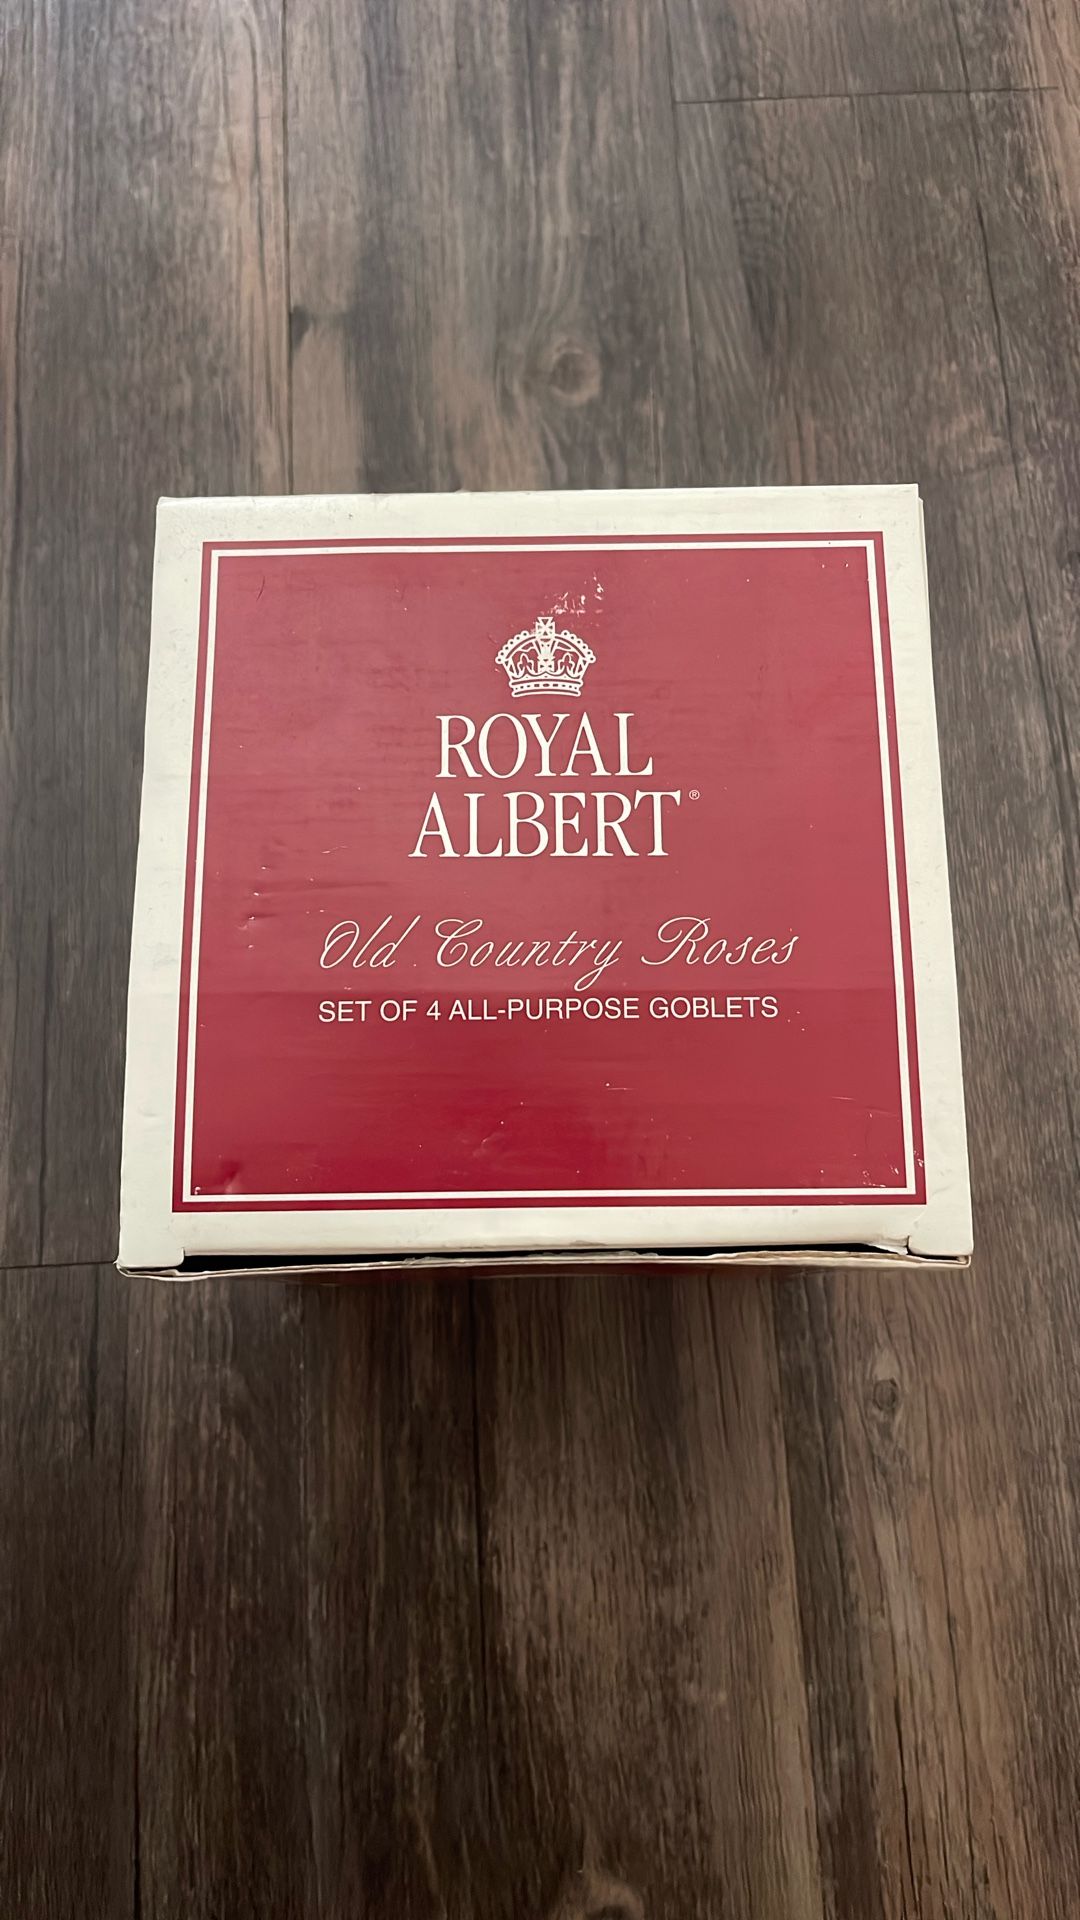 ROYAL
ALBERT®
Old Country Roses
SET OF 4 ALL-PURPOSE GOBLETS